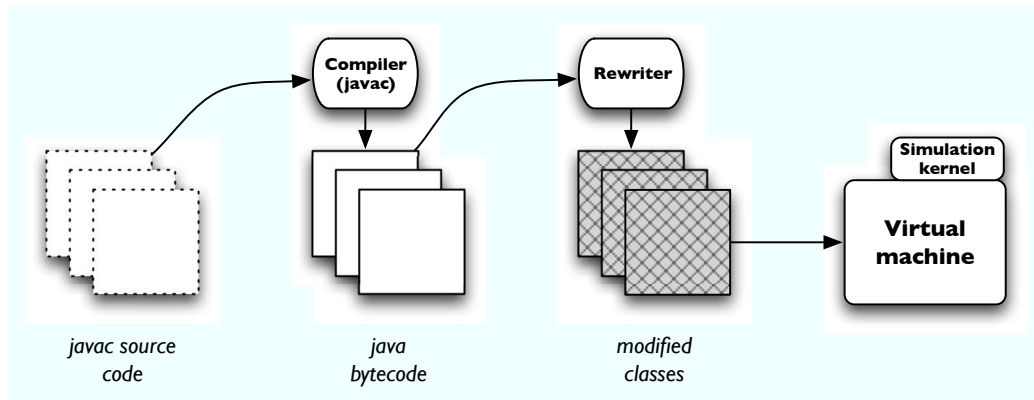 Compiler
(javac)
Rewriter
Simulation
kernel
Virtual
machine
javac source
code
java
bytecode
modified
classes